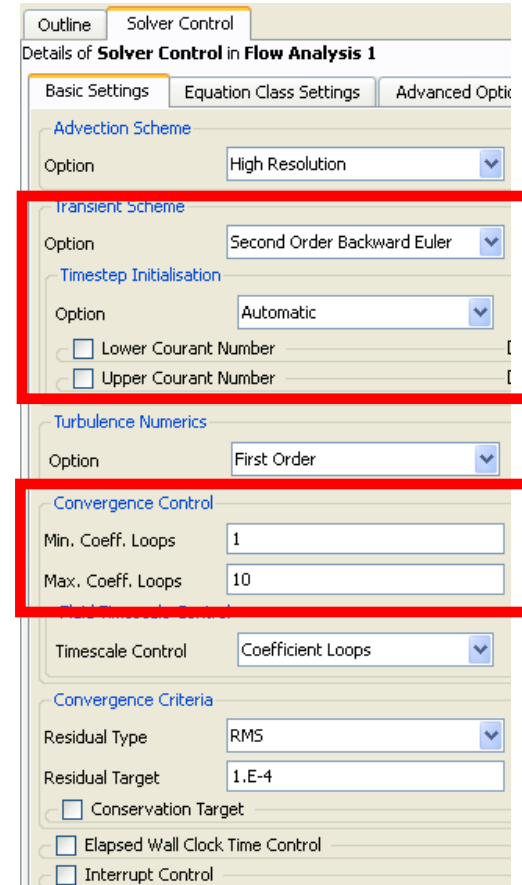 Outline Solver Control
Details of Solver Control in Flow Analysis 1
Basic Settings Equation Class Settings Advanced Optio
Advection Scheme
Option High Resolution
Transient Scheme
Option Second Order Backward Euler
Timestep Initialisation
Option Automatic
Lower Courant Number
Upper Courant Number
Turbulence Numerics
Option First Order
Convergence Control
Min. Coeff. Loops 1
Max. Coeff. Loops 10
Timescale Control Coefficient Loops
Convergence Criteria
Residual Type RMS
Residual Target 1.E-4
Conservation Target
Elapsed Wall Clock Time Control
Interrupt Control